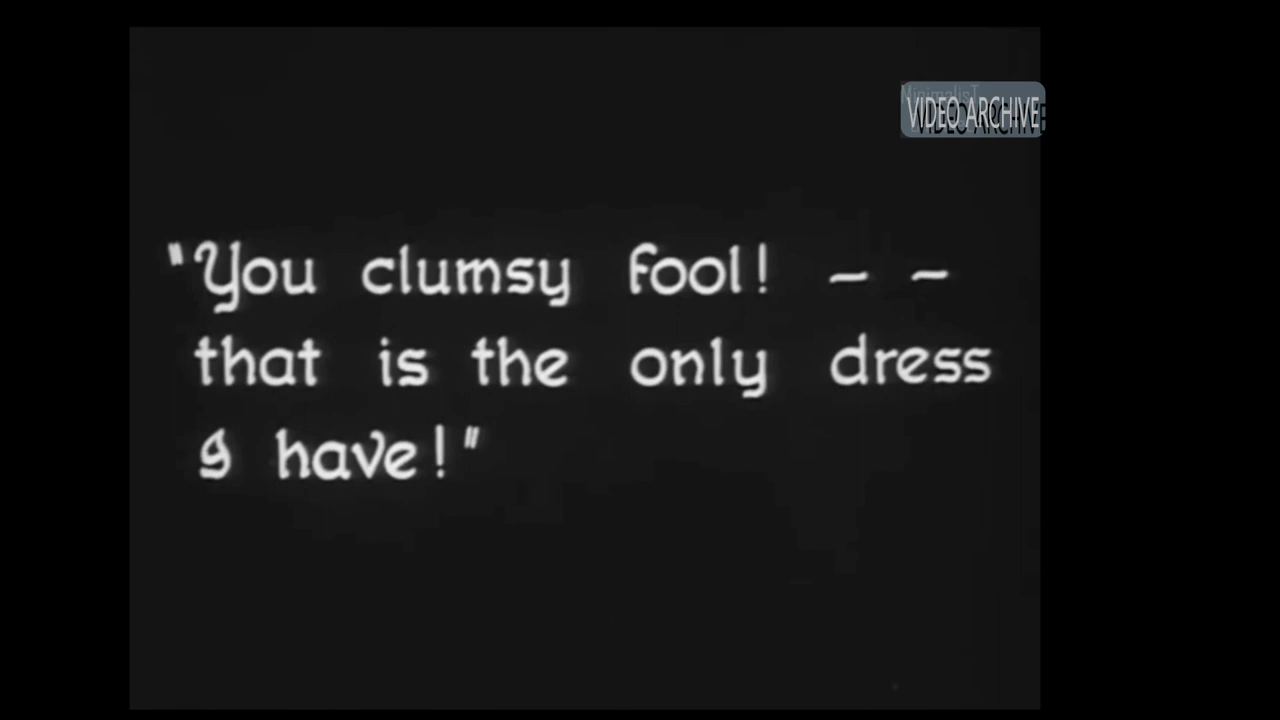 VIDEO ARCHIVE
"You clumsy fool! – –
that is the only dress
I have!"